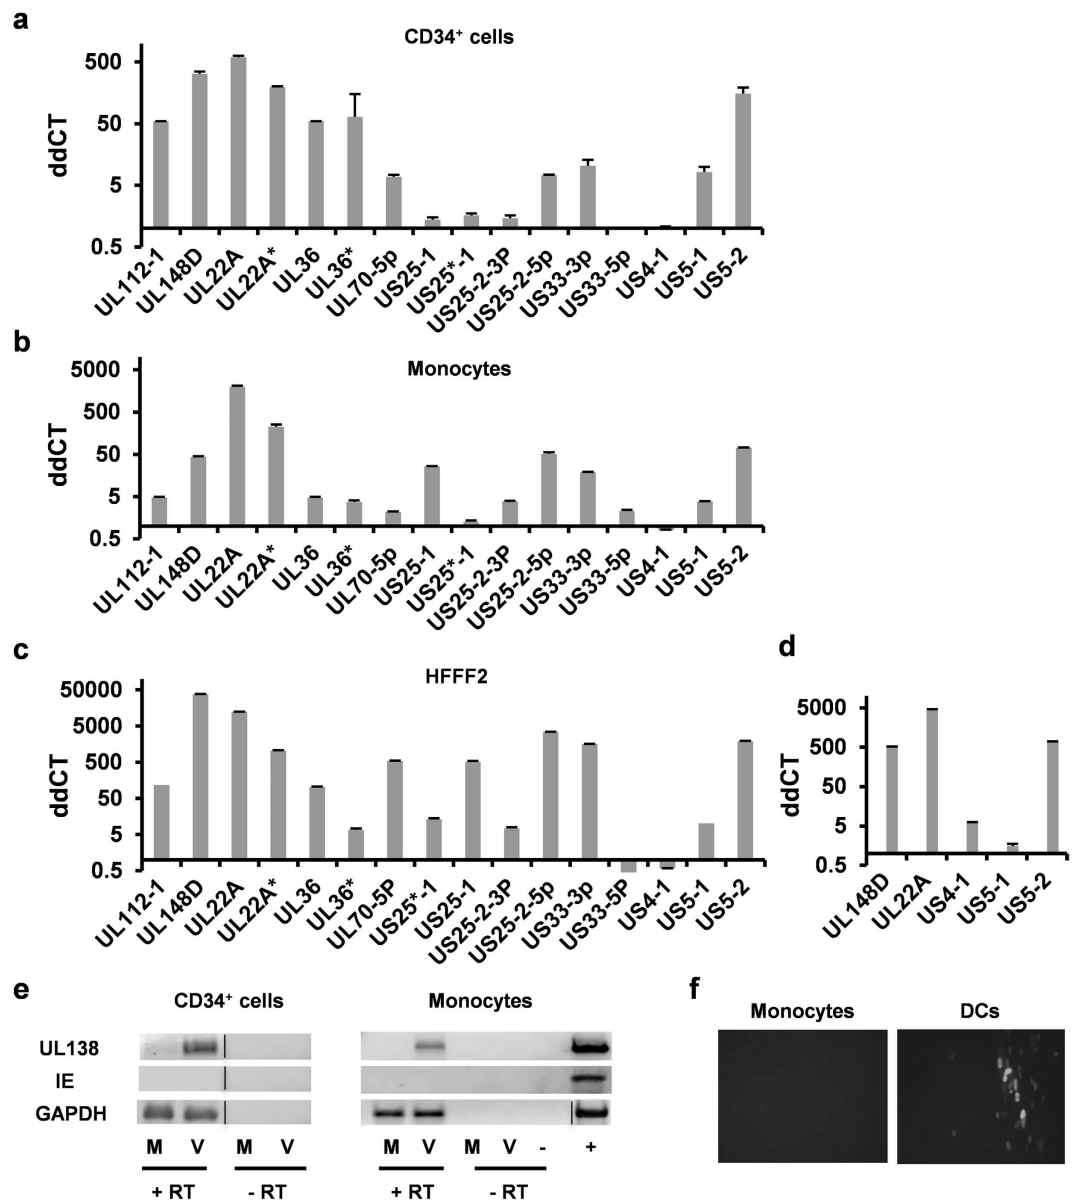 a
CD34+ cells
500
50
5
0.5
ddCT
UL112-1
UL148D
UL22A
UL22A*
UL36
UL36*
UL70-5p
US25-1
US25*-1
US25-2-3P
US25-2-5p
US33-3p
US33-5p
US4-1
US5-1
US5-2
b
Monocytes
5000
500
50
5
0.5
ddCT
UL112-1
UL148D
UL22A
UL22A*
UL36
UL36*
UL70-5p
US25-1
US25*-1
US25-2-3P
US25-2-5p
US33-3p
US33-5p
US4-1
US5-1
US5-2
c
HFFF2
50000
5000
500
50
5
0.5
ddCT
UL112-1
UL148D
UL22A
UL22A*
UL36
UL36*
UL70-5P
US25*-1
US25-1
US25-2-3P
US25-2-5p
US33-3p
US33-5P
US4-1
US5-1
US5-2
d
5000
500
50
5
0.5
ddCT
UL148D
UL22A
US4-1
US5-1
US5-2
e
CD34+ cells Monocytes
UL138
IE
GAPDH
M V M V M V M V - +
+ RT - RT + RT - RT
f
Monocytes DCs